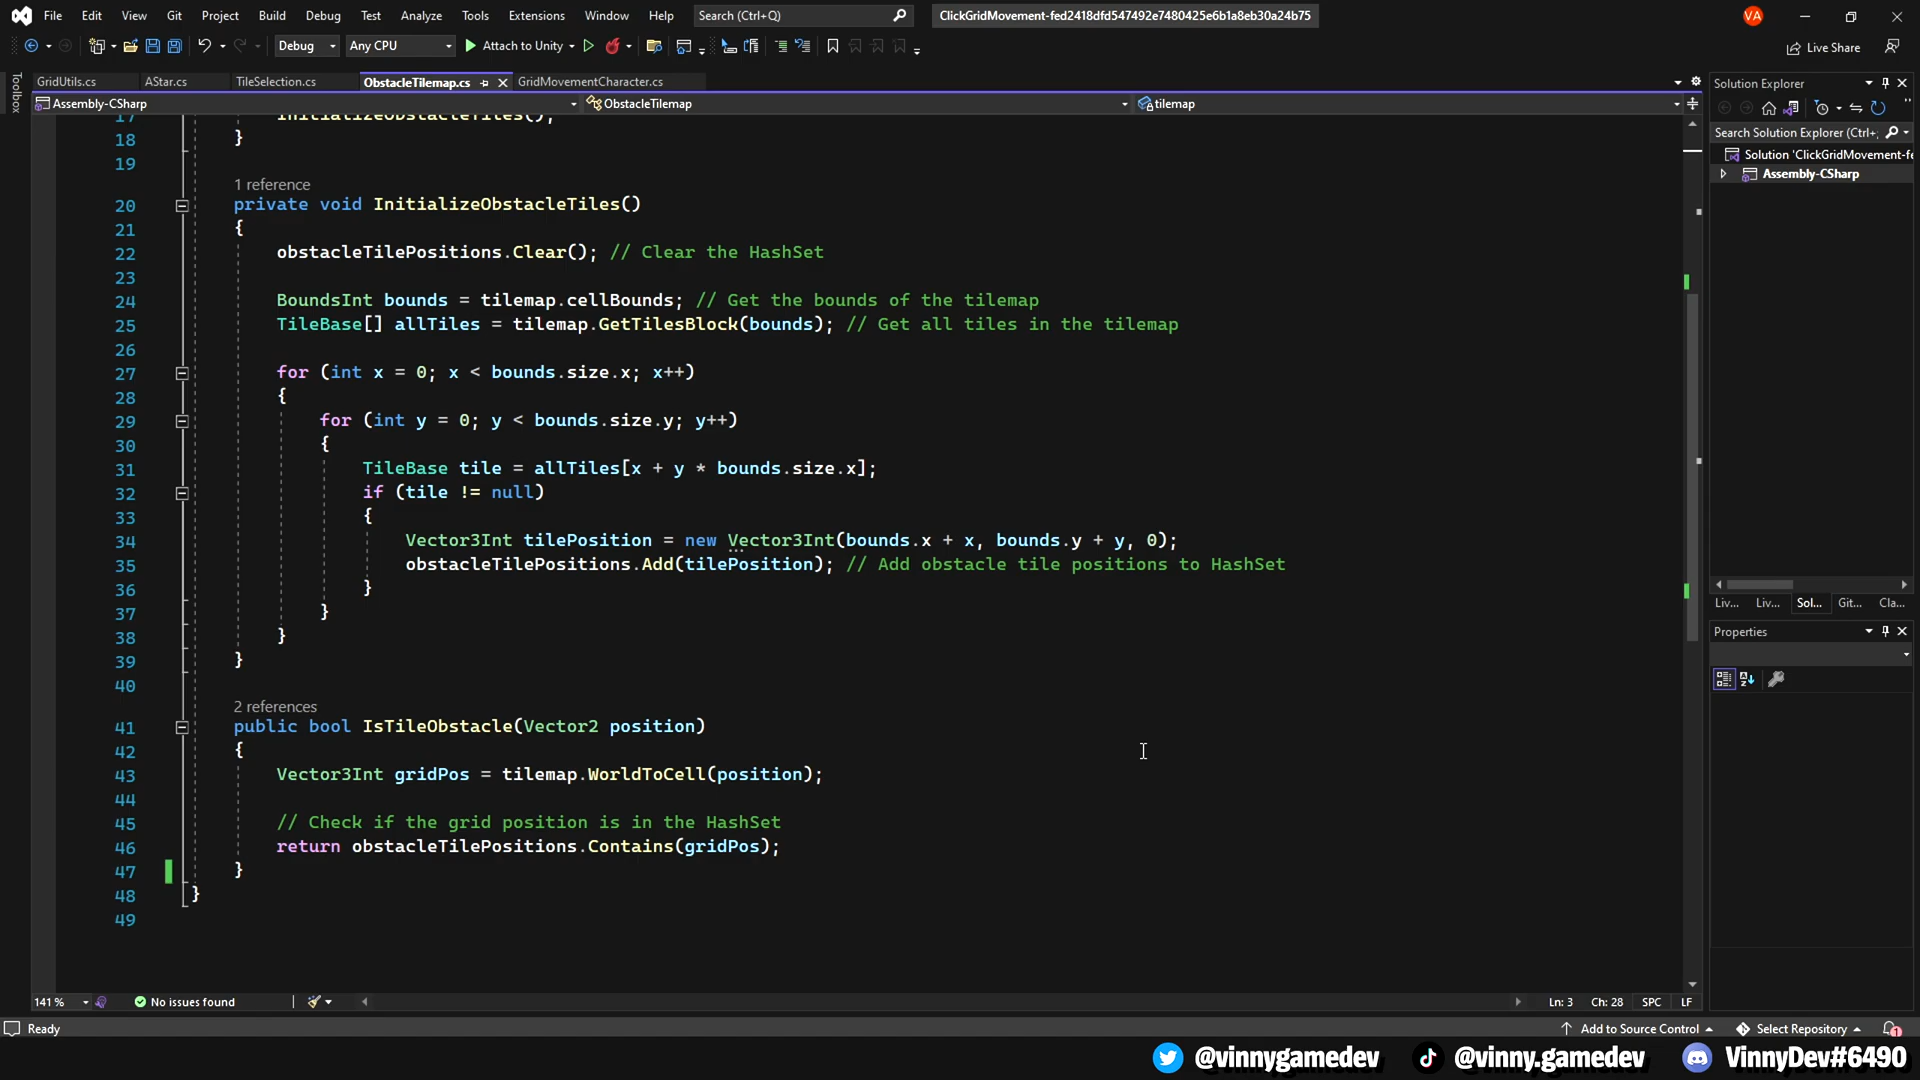 File Edit View Git Project Build Debug Test Analyze Tools Extensions Window Help Search (Ctrl+Q) ClickGridMovement-fed2418dfd547492e7480425e6b1a8eb30a24b75 VA
Debug Any CPU Attach to Unity Live Share
Toolbox
GridUtils.cs AStar.cs TileSelection.cs ObstacleTilemap.cs GridMovementCharacter.cs
Assembly-CSharp ObstacleTilemap tilemap
17 InitializeObstacleTiles();
18 }
19
1 reference
20 private void InitializeObstacleTiles()
21 {
22 obstacleTilePositions.Clear(); // Clear the HashSet
23
24 BoundsInt bounds = tilemap.cellBounds; // Get the bounds of the tilemap
25 TileBase[] allTiles = tilemap.GetTilesBlock(bounds); // Get all tiles in the tilemap
26
27 for (int x = 0; x < bounds.size.x; x++)
28 {
29 for (int y = 0; y < bounds.size.y; y++)
30 {
31 TileBase tile = allTiles[x + y * bounds.size.x];
32 if (tile != null)
33 {
34 Vector3Int tilePosition = new Vector3Int(bounds.x + x, bounds.y + y, 0);
35 obstacleTilePositions.Add(tilePosition); // Add obstacle tile positions to HashSet
36 }
37 }
38 }
39 }
40
2 references
41 public bool IsTileObstacle(Vector2 position)
42 {
43 Vector3Int gridPos = tilemap.WorldToCell(position);
44
45 // Check if the grid position is in the HashSet
46 return obstacleTilePositions.Contains(gridPos);
47 }
48 }
49
141 % No issues found Ln: 3 Ch: 28 SPC LF
Solution Explorer
Search Solution Explorer (Ctrl+;
Solution 'ClickGridMovement-fe
Assembly-CSharp
Liv... Liv... Sol... Git... Cla...
Properties
Ready Add to Source Control Select Repository 1
@vinnygamedev @vinny.gamedev VinnyDev#6490